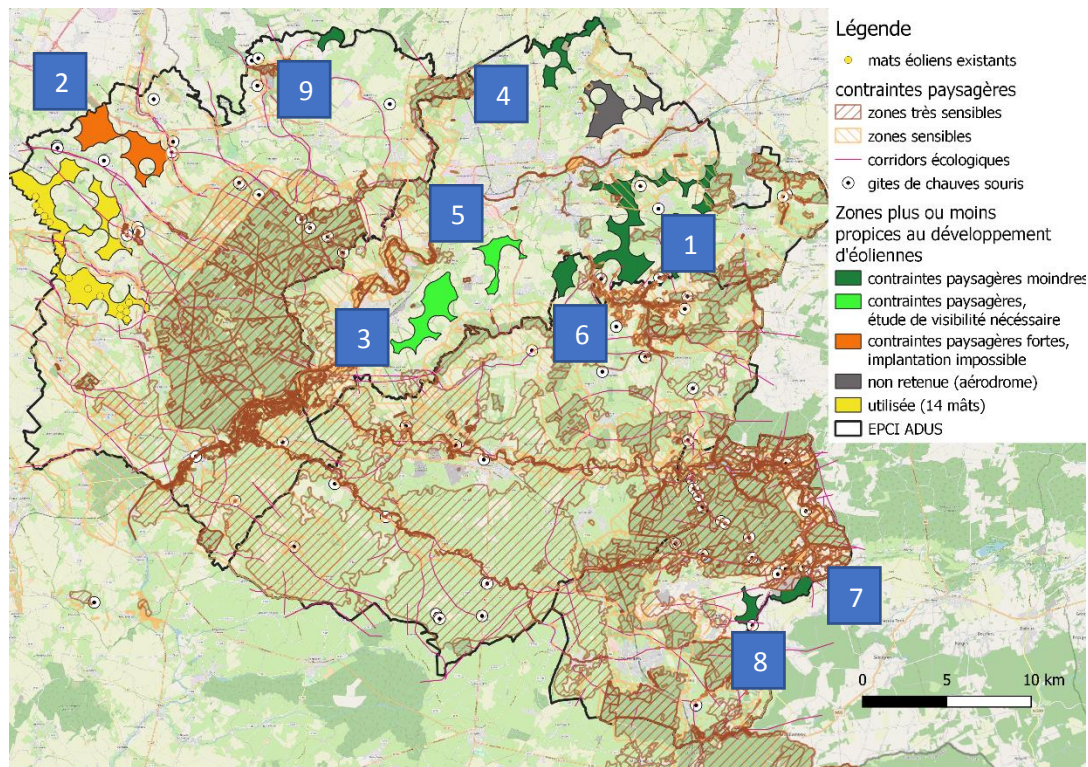 2
9
4
5
1
3
6
7
8
Légende
mats éoliens existants
contraintes paysagères
zones très sensibles
zones sensibles
corridors écologiques
gites de chauves souris
Zones plus ou moins
propices au développement
d'éoliennes
contraintes paysagères moindres
contraintes paysagères,
étude de visibilité nécéssaire
contraintes paysagères fortes,
implantation impossible
non retenue (aérodrome)
utilisée (14 mâts)
EPCI ADUS
0 5 10 km